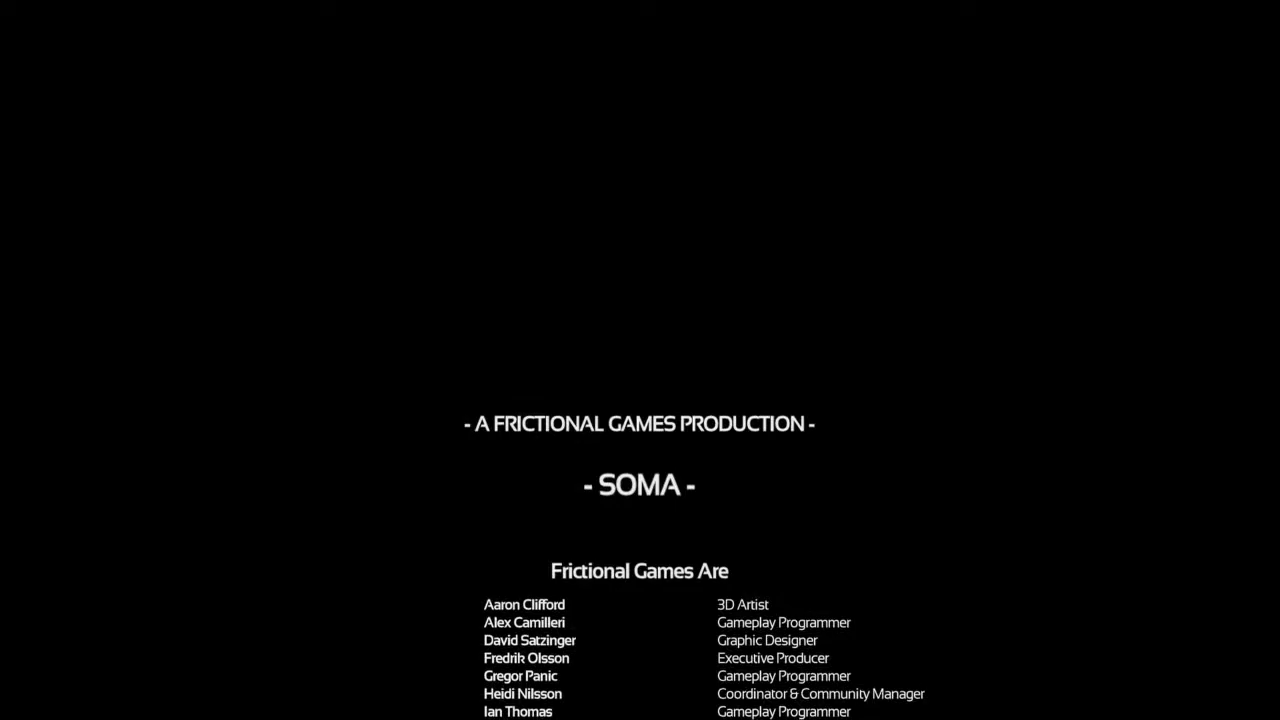 - A FRICTIONAL GAMES PRODUCTION -
- SOMA -
Frictional Games Are
Aaron Clifford 3D Artist
Alex Camilleri Gameplay Programmer
David Satzinger Graphic Designer
Fredrik Olsson Executive Producer
Gregor Panic Gameplay Programmer
Heidi Nilsson Coordinator & Community Manager
Ian Thomas Gameplay Programmer